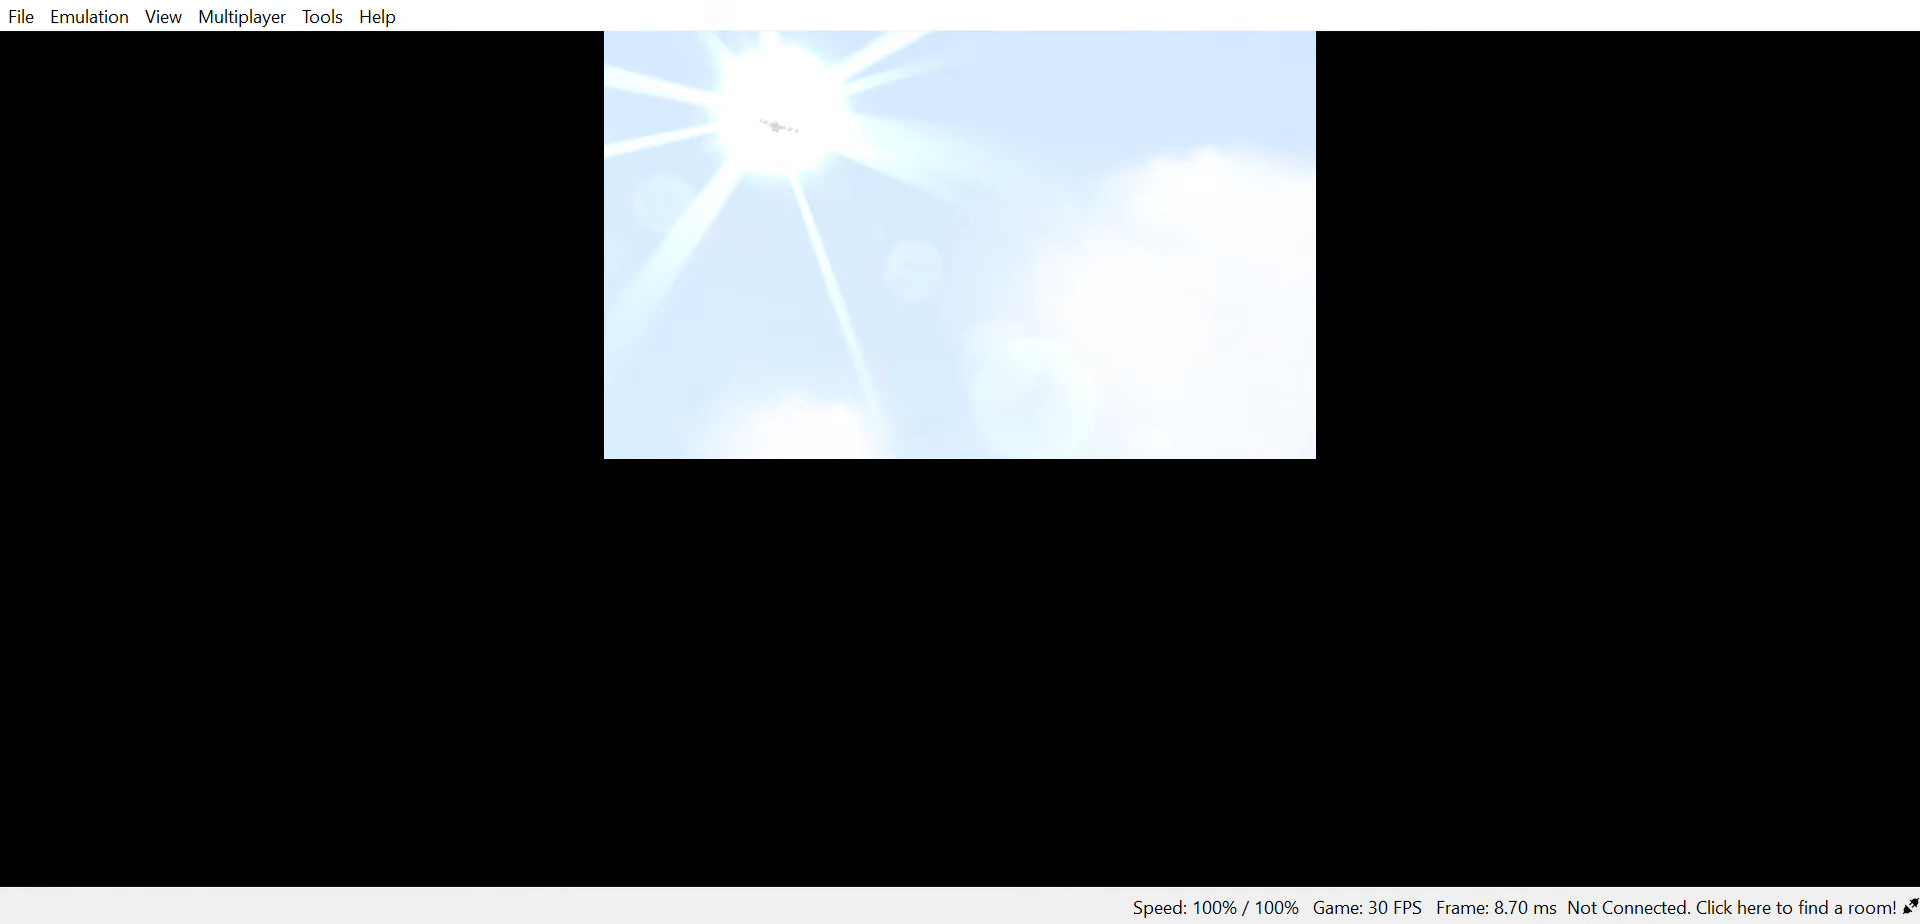 File Emulation View Multiplayer Tools Help
Speed: 100% / 100% Game: 30 FPS Frame: 8.70 ms Not Connected. Click here to find a room!